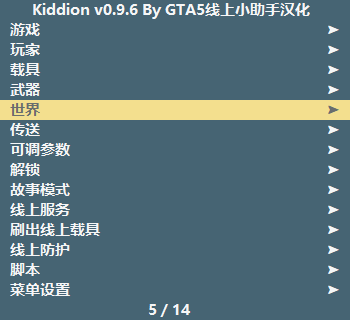 Kiddion v0.9.6 By GTA5线上小助手汉化
游戏 ➤
玩家 ➤
载具 ➤
武器 ➤
世界 ➤
传送 ➤
可调参数 ➤
解锁 ➤
故事模式 ➤
线上服务 ➤
刷出线上载具 ➤
线上防护 ➤
脚本 ➤
菜单设置 ➤
5 / 14